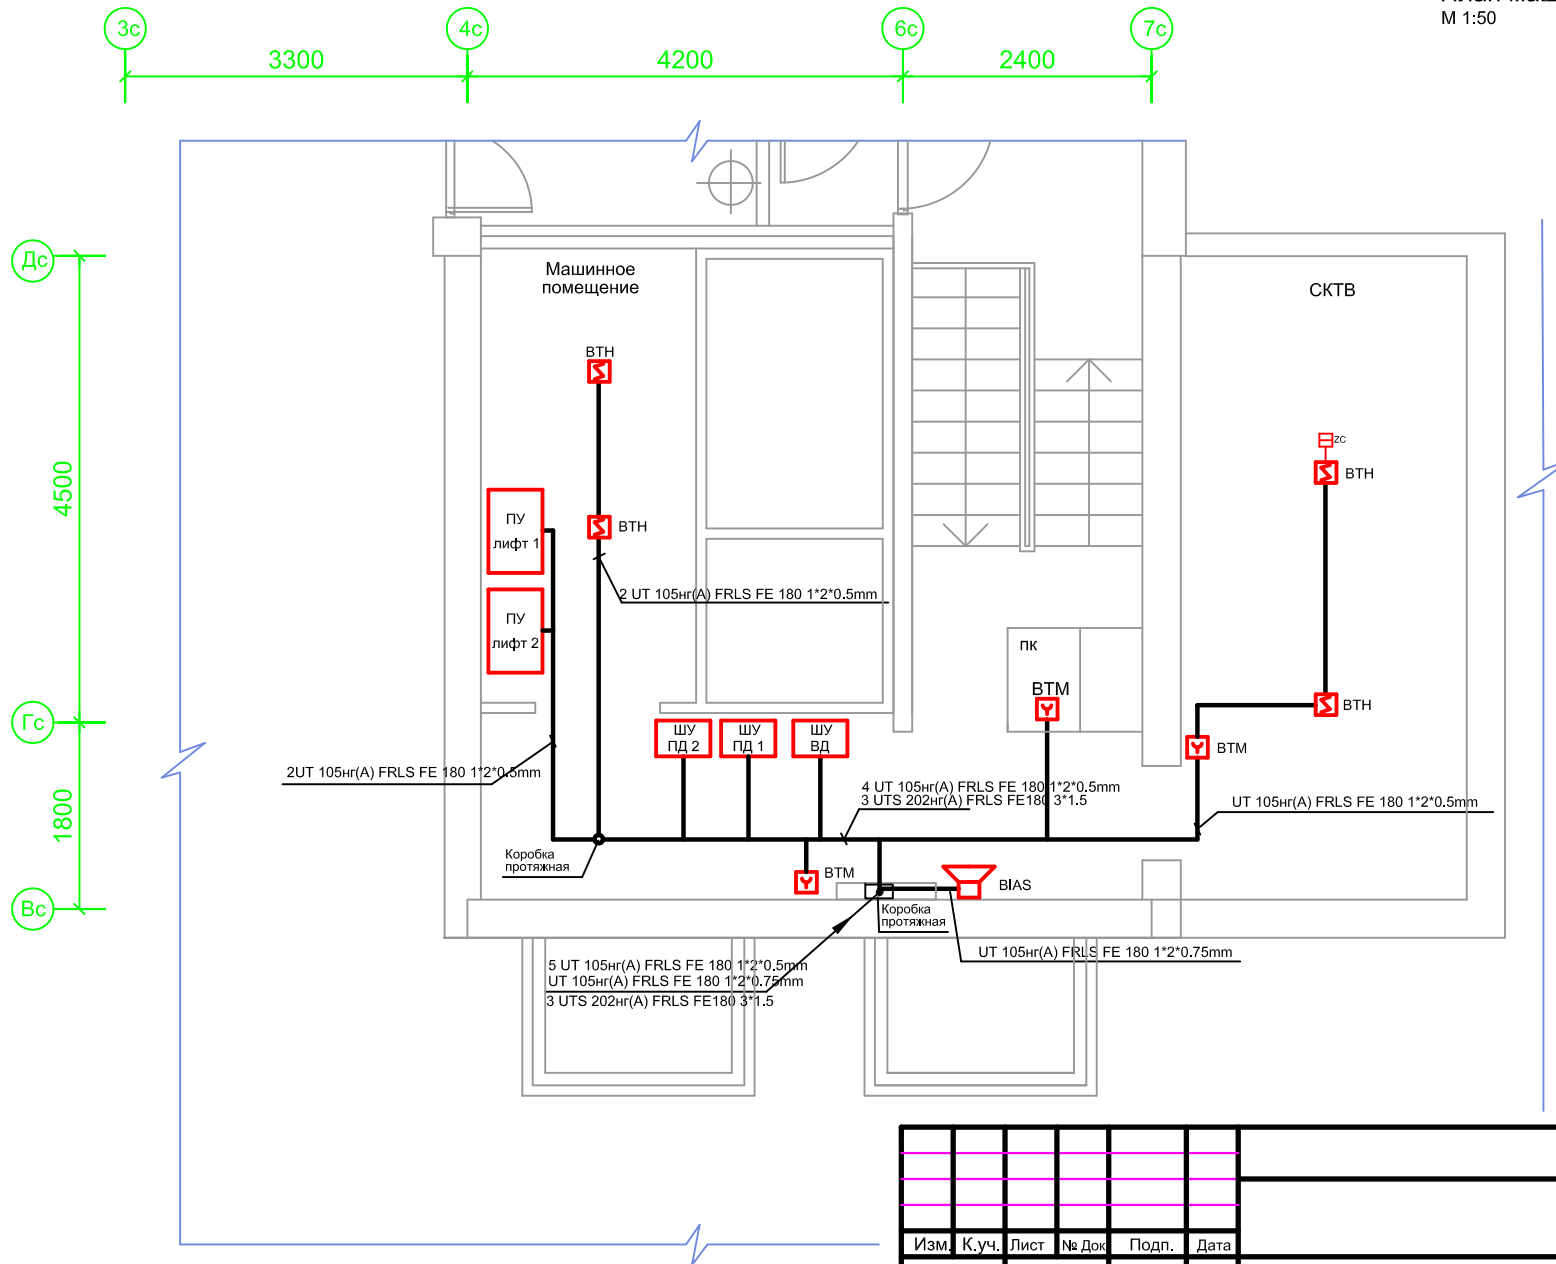 План маш
М 1:50
3с
4с
6с
7с
3300
4200
2400
Дс
Гс
Вс
4500
1800
Машинное
помещение
СКТВ
ВТН
ZC
ВТН
ПУ
лифт 1
ВТН
2 UT 105нг(А) FRLS FE 180 1*2*0.5mm
ПУ
лифт 2
ПК
ВТМ
ВТН
ШУ
ПД 2
ШУ
ПД 1
ШУ
ВД
ВТМ
2UT 105нг(А) FRLS FE 180 1*2*0.5mm
4 UT 105нг(А) FRLS FE 180 1*2*0.5mm
3 UTS 202нг(А) FRLS FE180 3*1.5
UT 105нг(А) FRLS FE 180 1*2*0.5mm
Коробка
протяжная
ВТМ
BIAS
Коробка
протяжная
UT 105нг(А) FRLS FE 180 1*2*0.75mm
5 UT 105нг(А) FRLS FE 180 1*2*0.5mm
UT 105нг(А) FRLS FE 180 1*2*0.75mm
3 UTS 202нг(А) FRLS FE180 3*1.5
Изм. К.уч. Лист № Док Подп. Дата